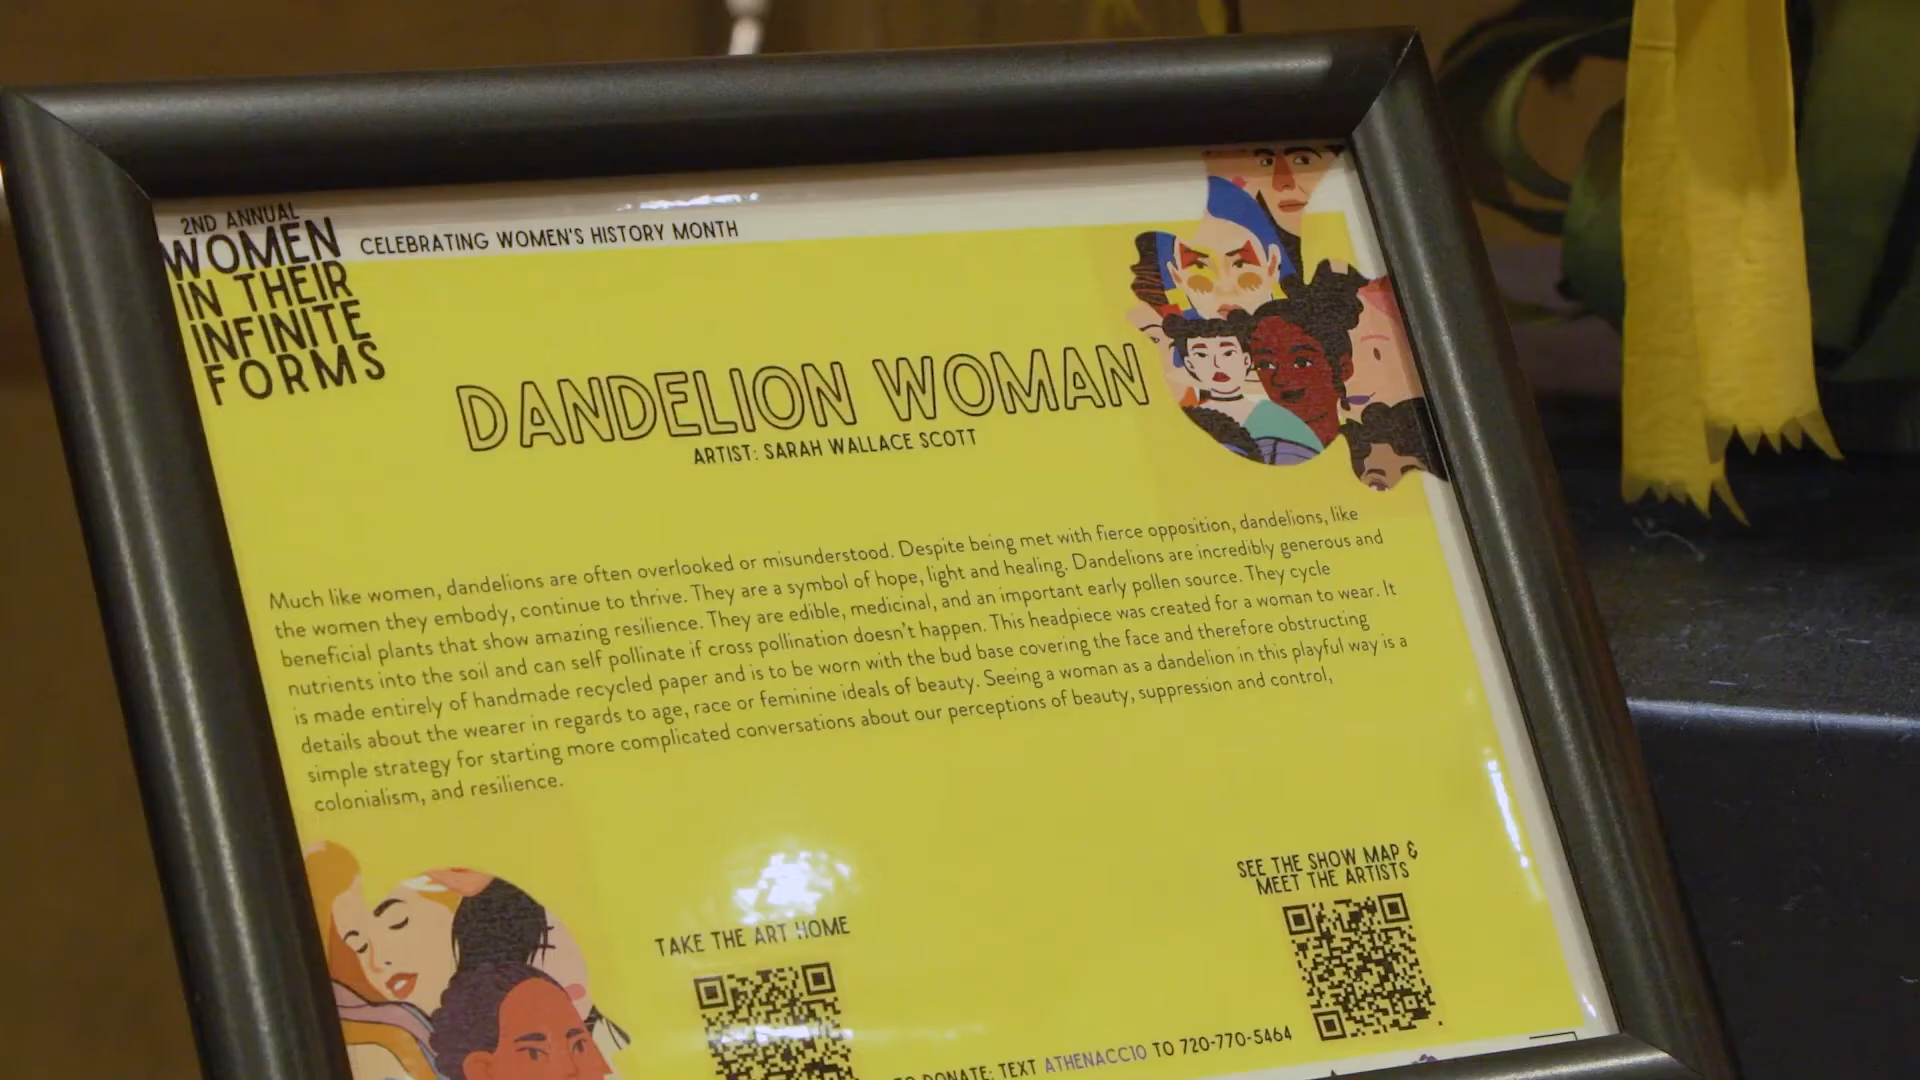 2ND ANNUAL
WOMEN
IN THEIR
INFINITE
FORMS
CELEBRATING WOMEN'S HISTORY MONTH
DANDELION WOMAN
ARTIST: SARAH WALLACE SCOTT
Much like women, dandelions are often overlooked or misunderstood. Despite being met with fierce opposition, dandelions, like
the women they embody, continue to thrive. They are a symbol of hope, light and healing. Dandelions are incredibly generous and
beneficial plants that show amazing resilience. They are edible, medicinal, and an important early pollen source. They cycle
nutrients into the soil and can self pollinate if cross pollination doesn't happen. This headpiece was created for a woman to wear. It
is made entirely of handmade recycled paper and is to be worn with the bud base covering the face and therefore obstructing
details about the wearer in regards to age, race or feminine ideals of beauty. Seeing a woman as a dandelion in this playful way is a
simple strategy for starting more complicated conversations about our perceptions of beauty, suppression and control,
colonialism, and resilience.
SEE THE SHOW MAP &
MEET THE ARTISTS
TAKE THE ART HOME
TO DONATE: TEXT ATHENACC10 TO 720-770-5464